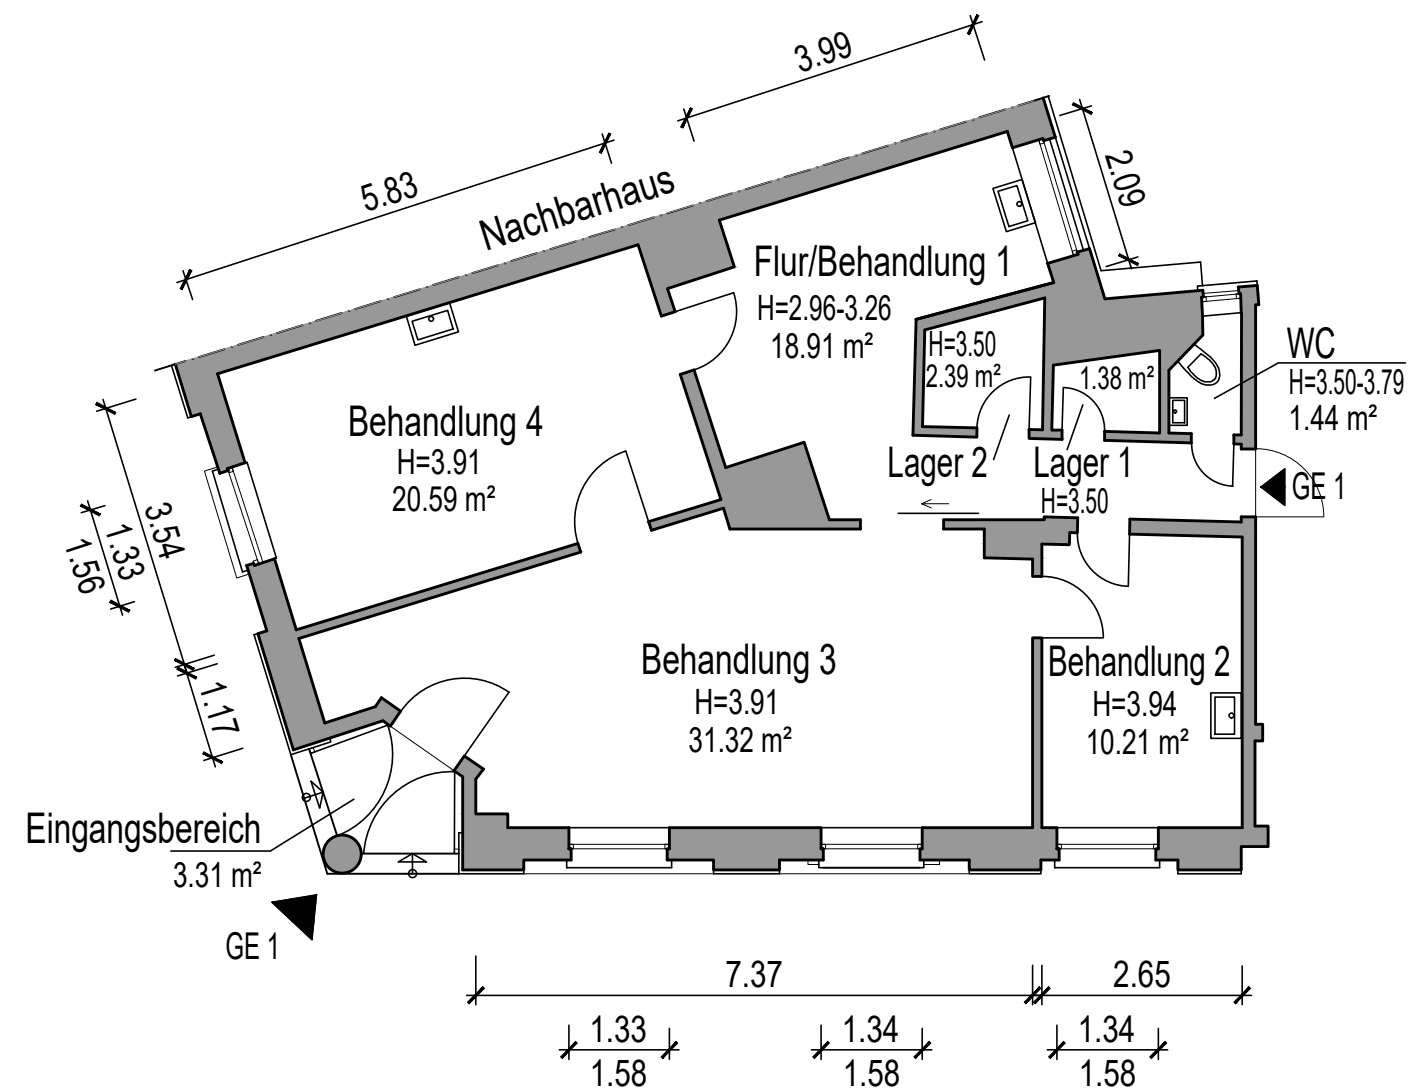 3.99
5.83
Nachbarhaus
2.09
Flur/Behandlung 1
H=2.96-3.26
18.91 m²
H=3.50
2.39 m²
1.38 m²
WC
H=3.50-3.79
1.44 m²
Behandlung 4
H=3.91
20.59 m²
Lager 2
Lager 1
H=3.50
GE 1
3.54
1.33
1.56
1.17
Behandlung 3
H=3.91
31.32 m²
Behandlung 2
H=3.94
10.21 m²
Eingangsbereich
3.31 m²
GE 1
7.37
2.65
1.33
1.58
1.34
1.58
1.34
1.58